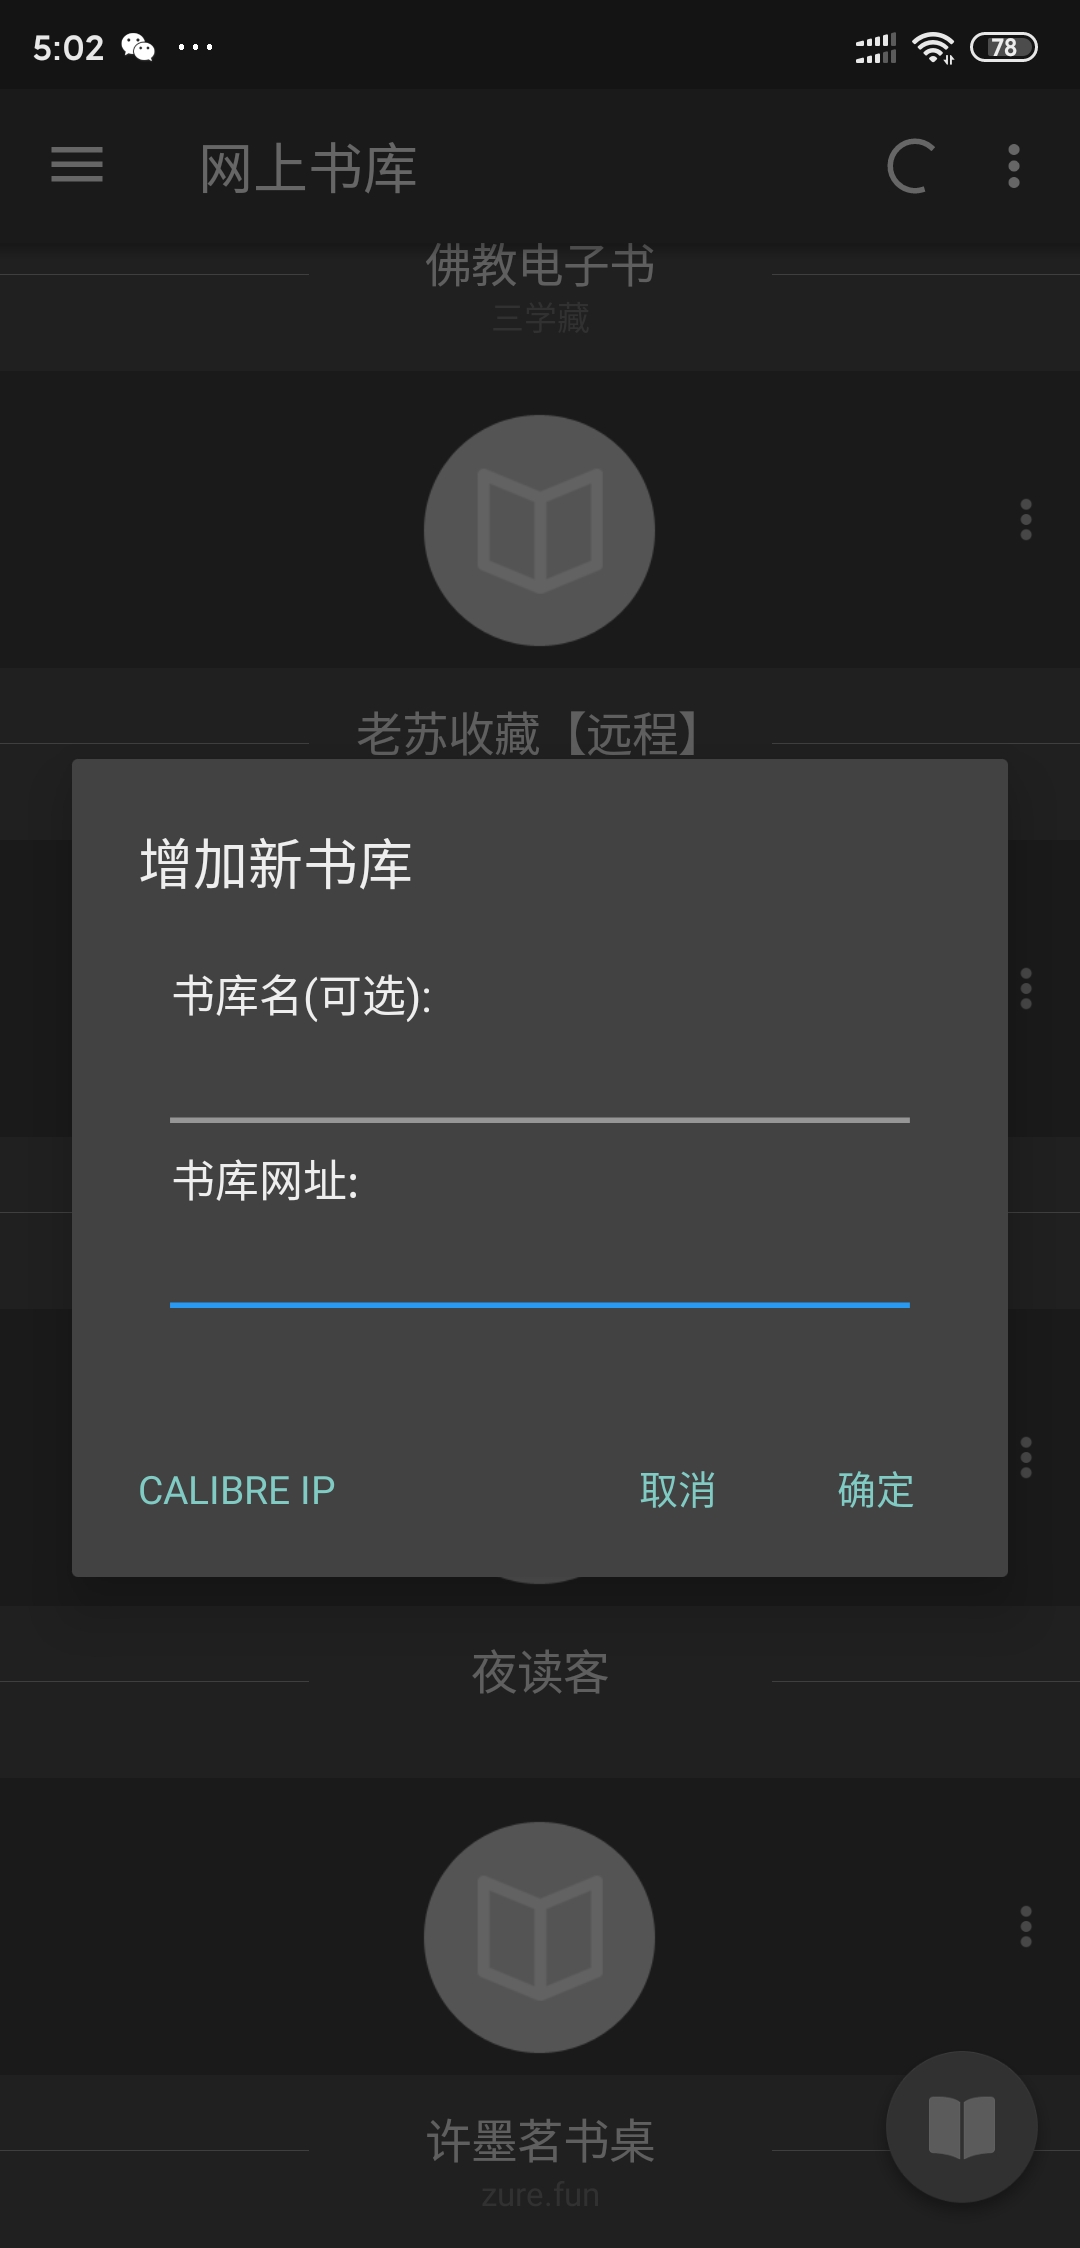 5:02
78
网上书库
佛教电子书
三学藏
老苏收藏【远程】
增加新书库
书库名(可选):
书库网址:
CALIBRE IP 取消 确定
夜读客
许墨茗书桌
zure.fun